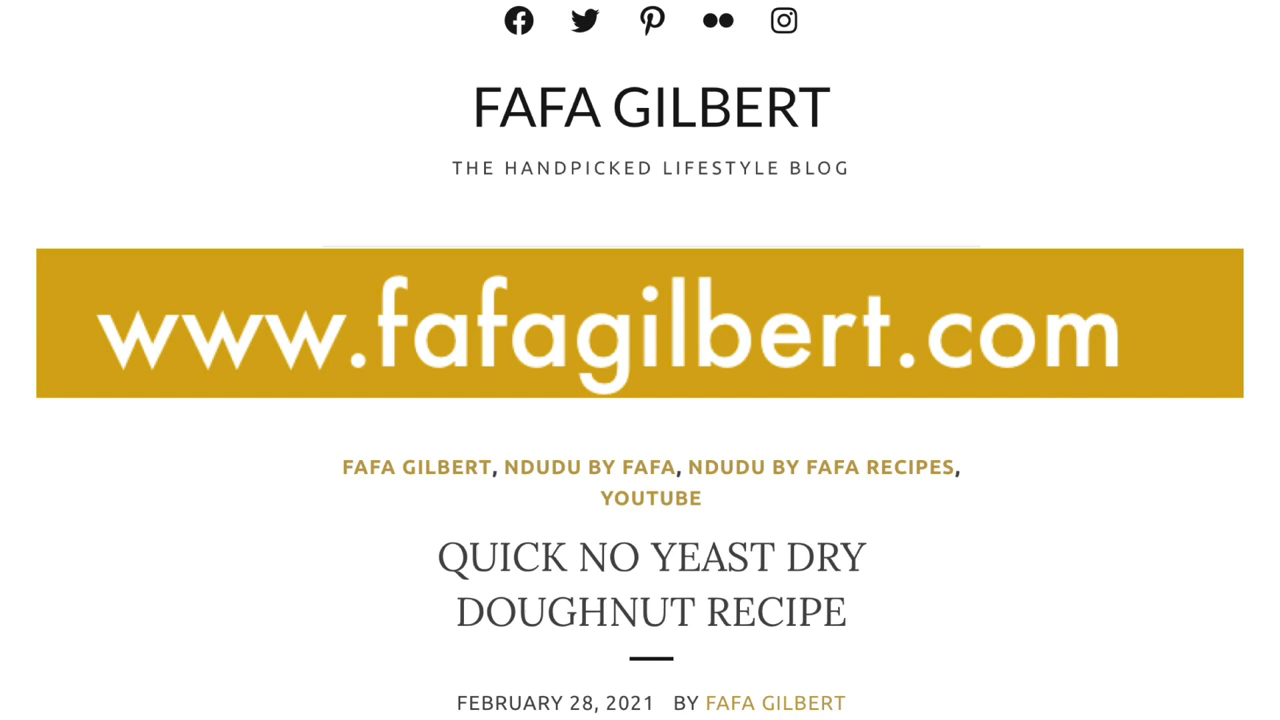 FAFA GILBERT
THE HANDPICKED LIFESTYLE BLOG
www.fafagilbert.com
FAFA GILBERT, NDUDU BY FAFA, NDUDU BY FAFA RECIPES,
YOUTUBE
QUICK NO YEAST DRY
DOUGHNUT RECIPE
FEBRUARY 28, 2021 BY FAFA GILBERT